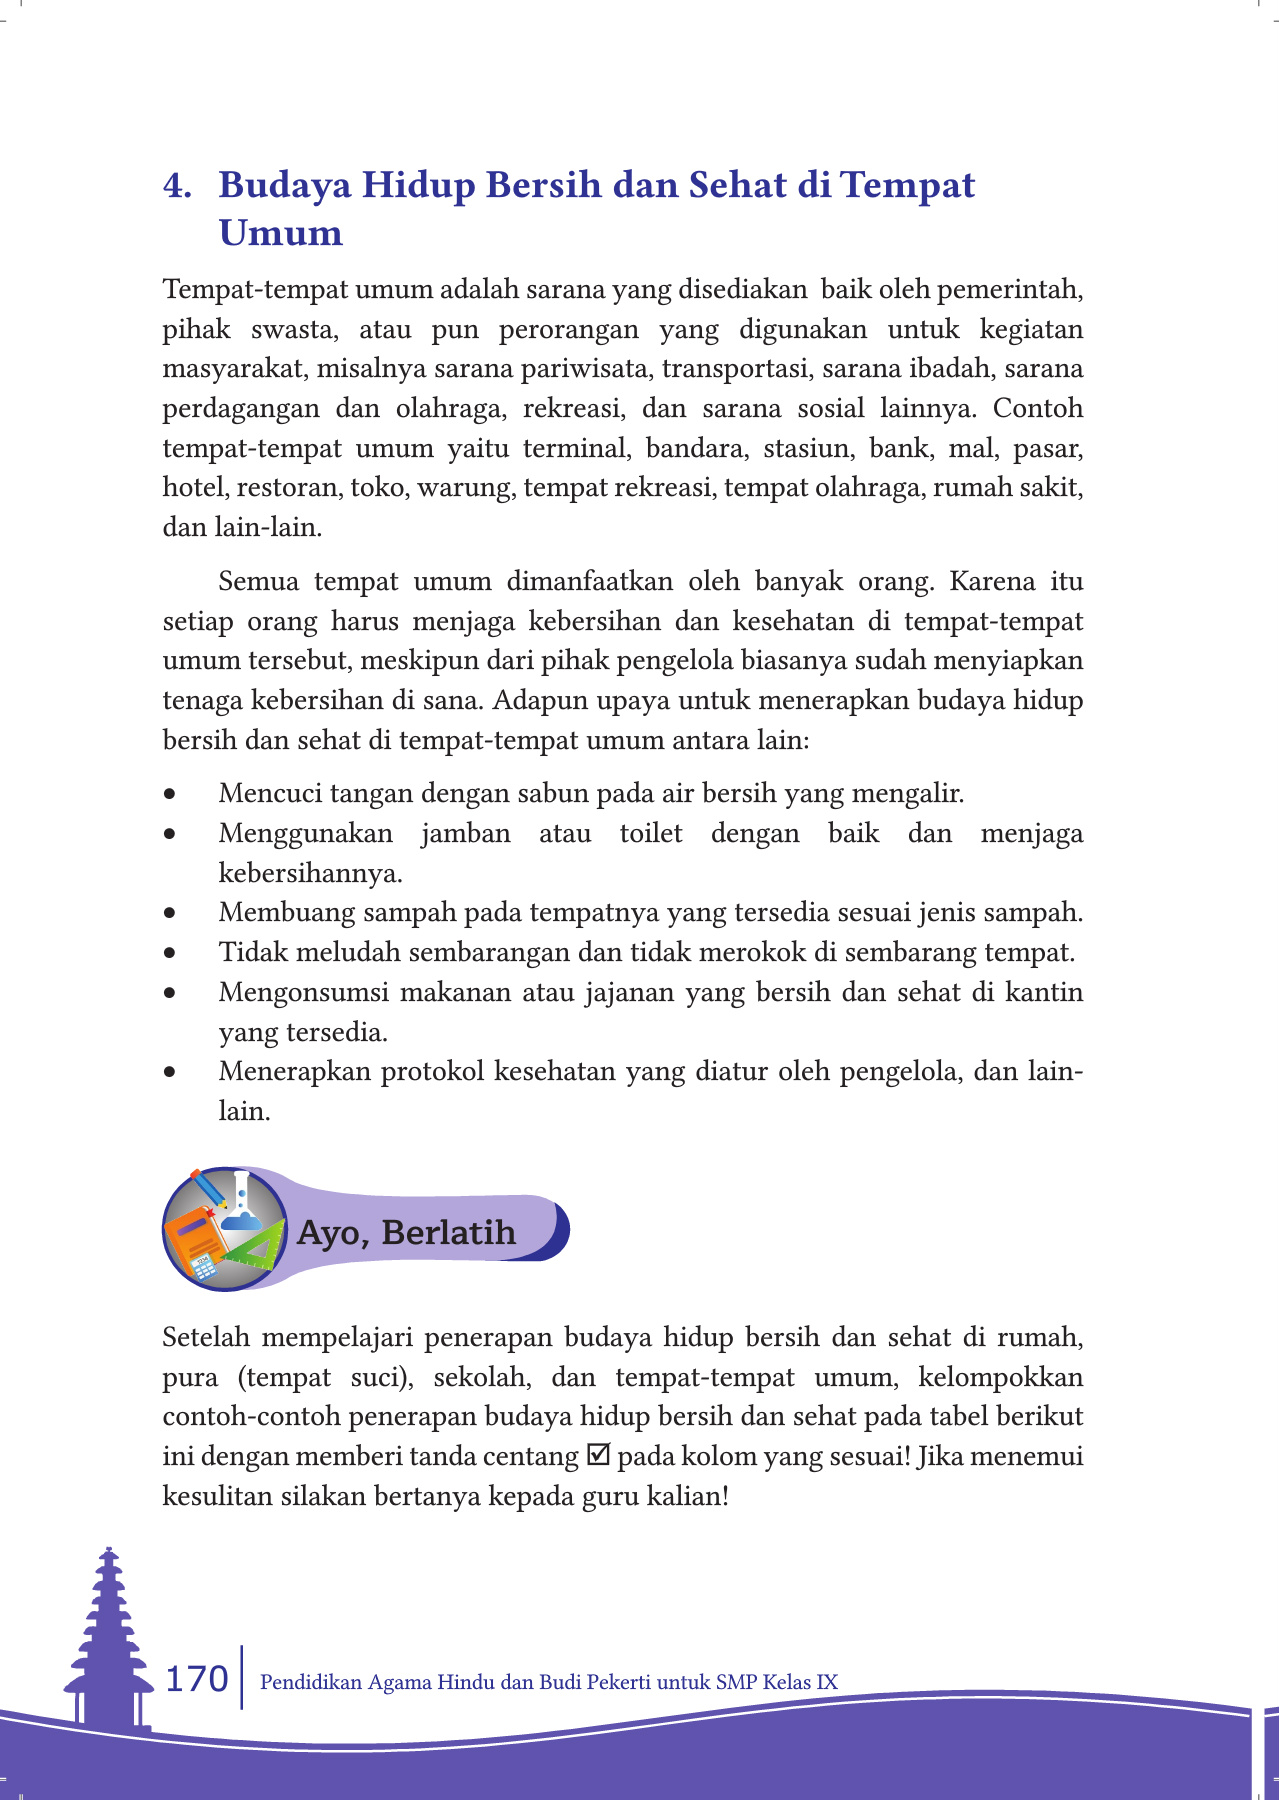 4. Budaya Hidup Bersih dan Sehat di Tempat
Umum
Tempat-tempat umum adalah sarana yang disediakan baik oleh pemerintah,
pihak swasta, atau pun perorangan yang digunakan untuk kegiatan
masyarakat, misalnya sarana pariwisata, transportasi, sarana ibadah, sarana
perdagangan dan olahraga, rekreasi, dan sarana sosial lainnya. Contoh
tempat-tempat umum yaitu terminal, bandara, stasiun, bank, mal, pasar,
hotel, restoran, toko, warung, tempat rekreasi, tempat olahraga, rumah sakit,
dan lain-lain.
Semua tempat umum dimanfaatkan oleh banyak orang. Karena itu
setiap orang harus menjaga kebersihan dan kesehatan di tempat-tempat
umum tersebut, meskipun dari pihak pengelola biasanya sudah menyiapkan
tenaga kebersihan di sana. Adapun upaya untuk menerapkan budaya hidup
bersih dan sehat di tempat-tempat umum antara lain:
• Mencuci tangan dengan sabun pada air bersih yang mengalir.
• Menggunakan jamban atau toilet dengan baik dan menjaga
kebersihannya.
• Membuang sampah pada tempatnya yang tersedia sesuai jenis sampah.
• Tidak meludah sembarangan dan tidak merokok di sembarang tempat.
• Mengonsumsi makanan atau jajanan yang bersih dan sehat di kantin
yang tersedia.
• Menerapkan protokol kesehatan yang diatur oleh pengelola, dan lain-
lain.
Ayo, Berlatih
Setelah mempelajari penerapan budaya hidup bersih dan sehat di rumah,
pura (tempat suci), sekolah, dan tempat-tempat umum, kelompokkan
contoh-contoh penerapan budaya hidup bersih dan sehat pada tabel berikut
ini dengan memberi tanda centang ☑ pada kolom yang sesuai! Jika menemui
kesulitan silakan bertanya kepada guru kalian!
170
Pendidikan Agama Hindu dan Budi Pekerti untuk SMP Kelas IX